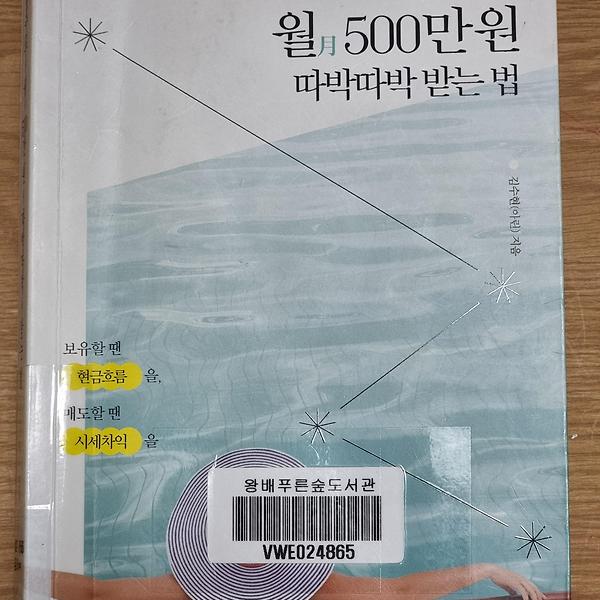 월月 500만원
따박따박 받는 법
김수현(이린) 지음
보유할 땐
현금흐름 을,
매도할 땐
시세차익 을
왕배푸른숲도서관
VWE024865